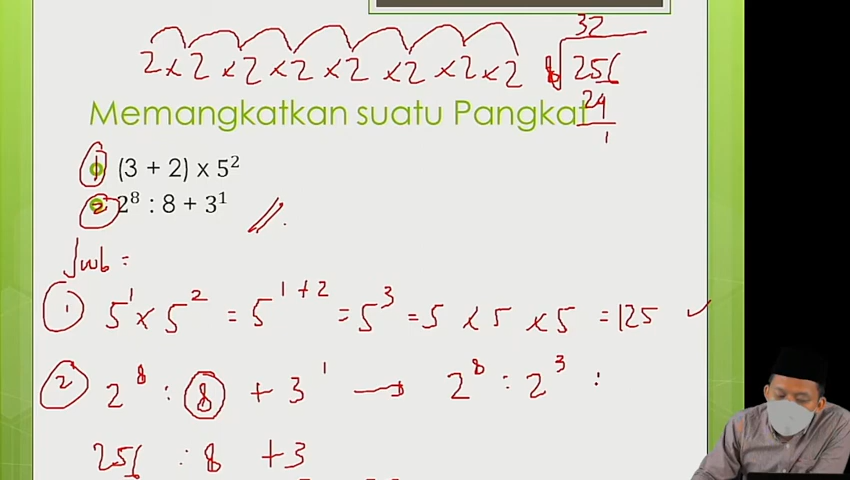 32
2 x 2 x 2 x 2 x 2 x 2 x 2 x 2 8 √256
24
1
Memangkatkan suatu Pangkat
1 (3 + 2) x 5²
2 2⁸ : 8 + 3¹
Jwb =
1 5¹ x 5² = 5¹⁺² = 5³ = 5 x 5 x 5 = 125 ✓
2 2⁸ : 8 + 3¹ → 2⁸ : 2³ :
256 : 8 + 3